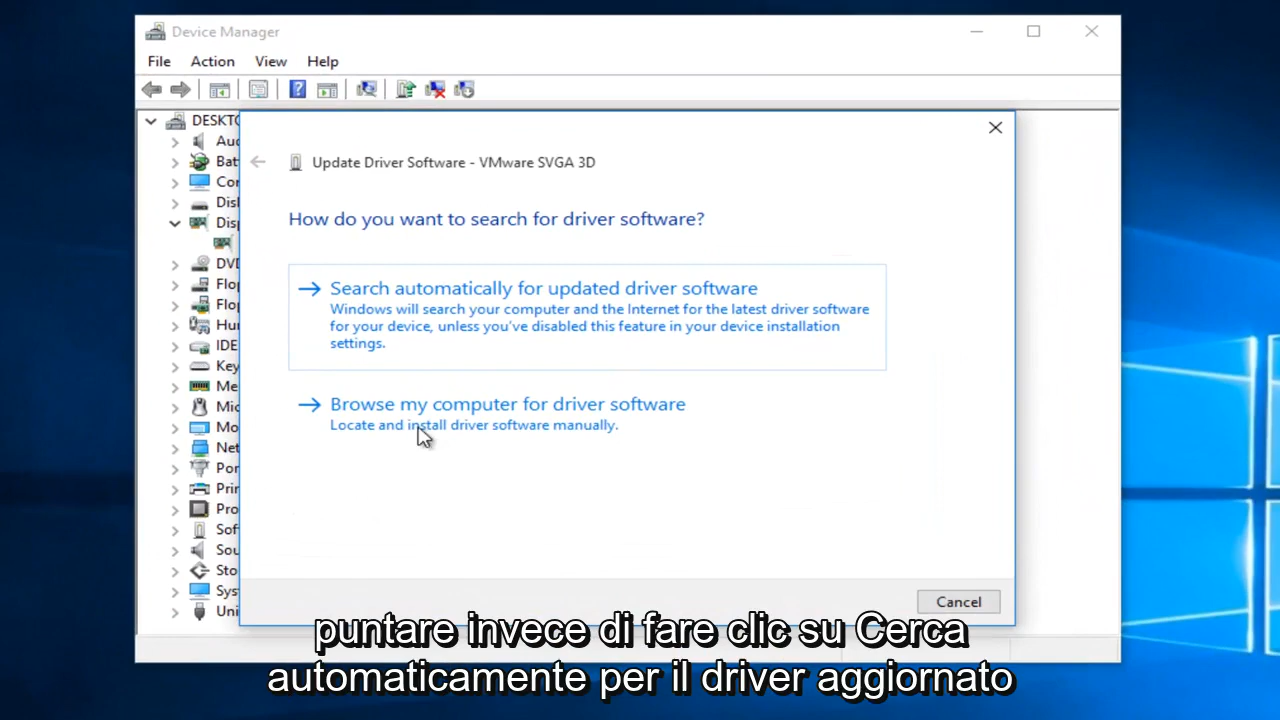 Device Manager
File Action View Help
DESKTO
Aud
Bat
Cor
Disk
Disp
DVD
Flop
Flop
Hum
IDE
Key
Me
Mic
Mo
Net
Por
Prin
Pro
Sof
Sou
Sto
Sys
Uni
Update Driver Software - VMware SVGA 3D
How do you want to search for driver software?
Search automatically for updated driver software
Windows will search your computer and the Internet for the latest driver software
for your device, unless you've disabled this feature in your device installation
settings.
Browse my computer for driver software
Locate and install driver software manually.
Cancel
puntare invece di fare clic su Cerca
automaticamente per il driver aggiornato